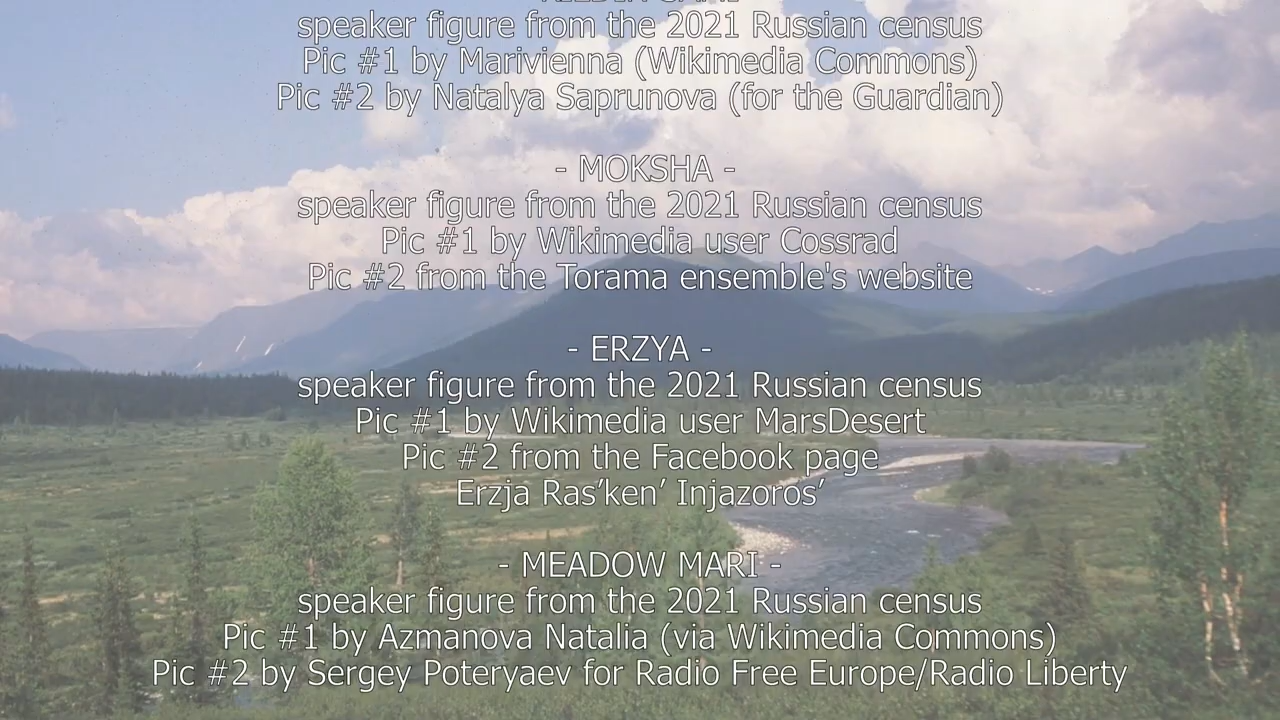 speaker figure from the 2021 Russian census
Pic #1 by Marivienna (Wikimedia Commons)
Pic #2 by Natalya Saprunova (for the Guardian)
- MOKSHA -
speaker figure from the 2021 Russian census
Pic #1 by Wikimedia user Cossrad
Pic #2 from the Torama ensemble's website
- ERZYA -
speaker figure from the 2021 Russian census
Pic #1 by Wikimedia user MarsDesert
Pic #2 from the Facebook page
Erzja Ras’ken’ Injazoros’
- MEADOW MARI -
speaker figure from the 2021 Russian census
Pic #1 by Azmanova Natalia (via Wikimedia Commons)
Pic #2 by Sergey Poteryaev for Radio Free Europe/Radio Liberty